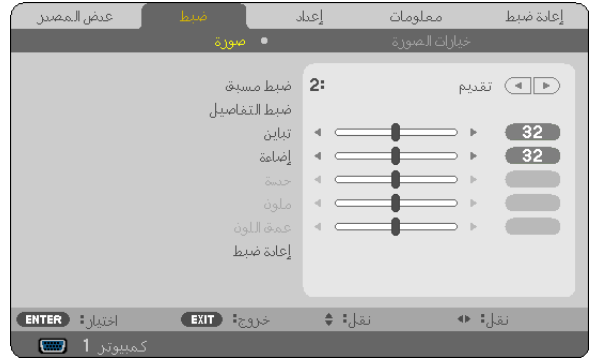 عرض المصدر ضبط إعداد معلومات إعادة ضبط
صورة ● خيارات الصورة
ضبط مسبق 2: تقديم
ضبط التفاصيل
تباين 32
إضاءة 32
حدة
ملون
عمق اللون
إعادة ضبط
ENTER اختيار: EXIT خروج: نقل: نقل:
كمبيوتر 1